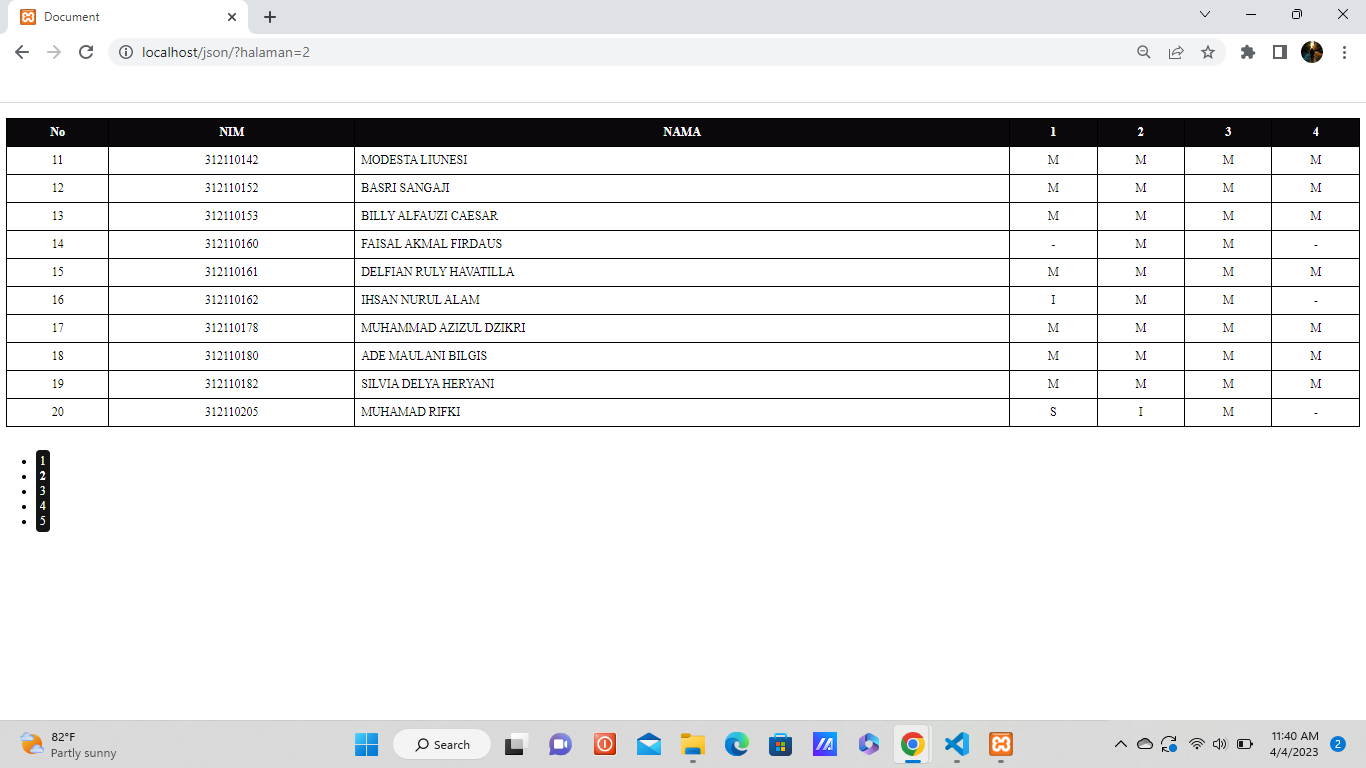 Document
localhost/json/?halaman=2
No NIM NAMA 1 2 3 4
11 312110142 MODESTA LIUNESI M M M M
12 312110152 BASRI SANGAJI M M M M
13 312110153 BILLY ALFAUZI CAESAR M M M M
14 312110160 FAISAL AKMAL FIRDAUS - M M -
15 312110161 DELFIAN RULY HAVATILLA M M M M
16 312110162 IHSAN NURUL ALAM I M M -
17 312110178 MUHAMMAD AZIZUL DZIKRI M M M M
18 312110180 ADE MAULANI BILGIS M M M M
19 312110182 SILVIA DELYA HERYANI M M M M
20 312110205 MUHAMAD RIFKI S I M -
1
2
3
4
5
82°F
Partly sunny
Search
11:40 AM
4/4/2023
2